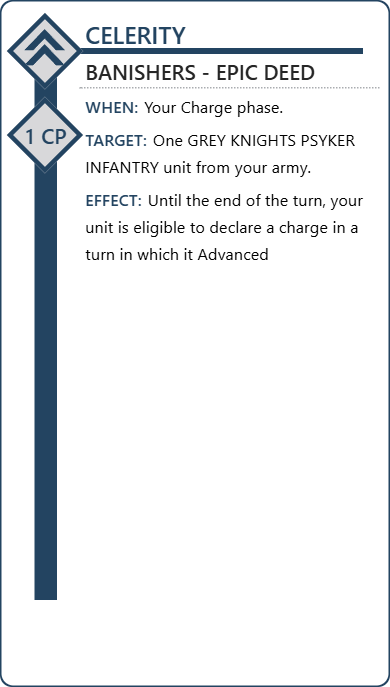 CELERITY
BANISHERS - EPIC DEED
WHEN: Your Charge phase.
1 CP
TARGET: One GREY KNIGHTS PSYKER
INFANTRY unit from your army.
EFFECT: Until the end of the turn, your
unit is eligible to declare a charge in a
turn in which it Advanced